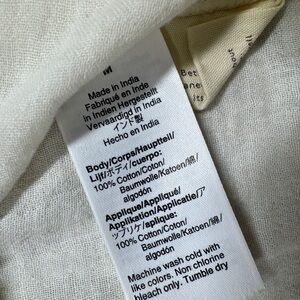 M
Made in India
Fabriqué en Inde
In Indien Hergestellt
Vervaardigd in India
インド製
Hecho en India
Body/Corps/Hauptteil/
Lijf/ボディ/cuerpo:
100% Cotton/Coton/
Baumwolle/Katoen/綿/
algodón
Applique/Appliqué/
Applikation/Applicatie/ア
ップリケ/aplique:
100% Cotton/Coton/
Baumwolle/Katoen/綿/
algodón
Machine wash cold with
like colors. Non chlorine
bleach only. Tumble dry
Bet